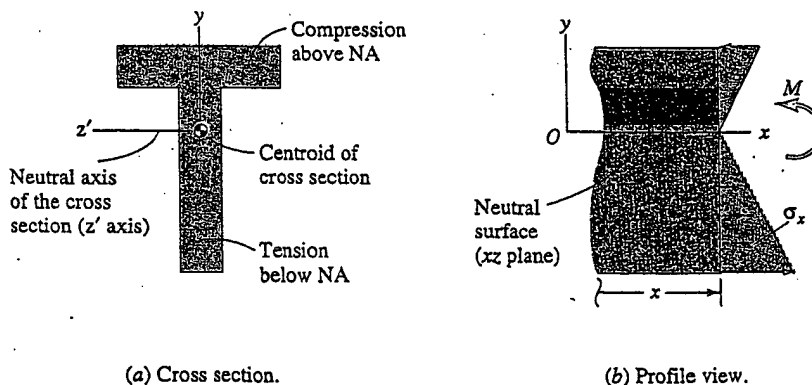 y
Compression
above NA
z'
Centroid of
cross section
Neutral axis
of the cross
section (z' axis)
Tension
below NA
(a) Cross section.
y
M
O
x
Neutral
surface
(xz plane)
σx
x
(b) Profile view.